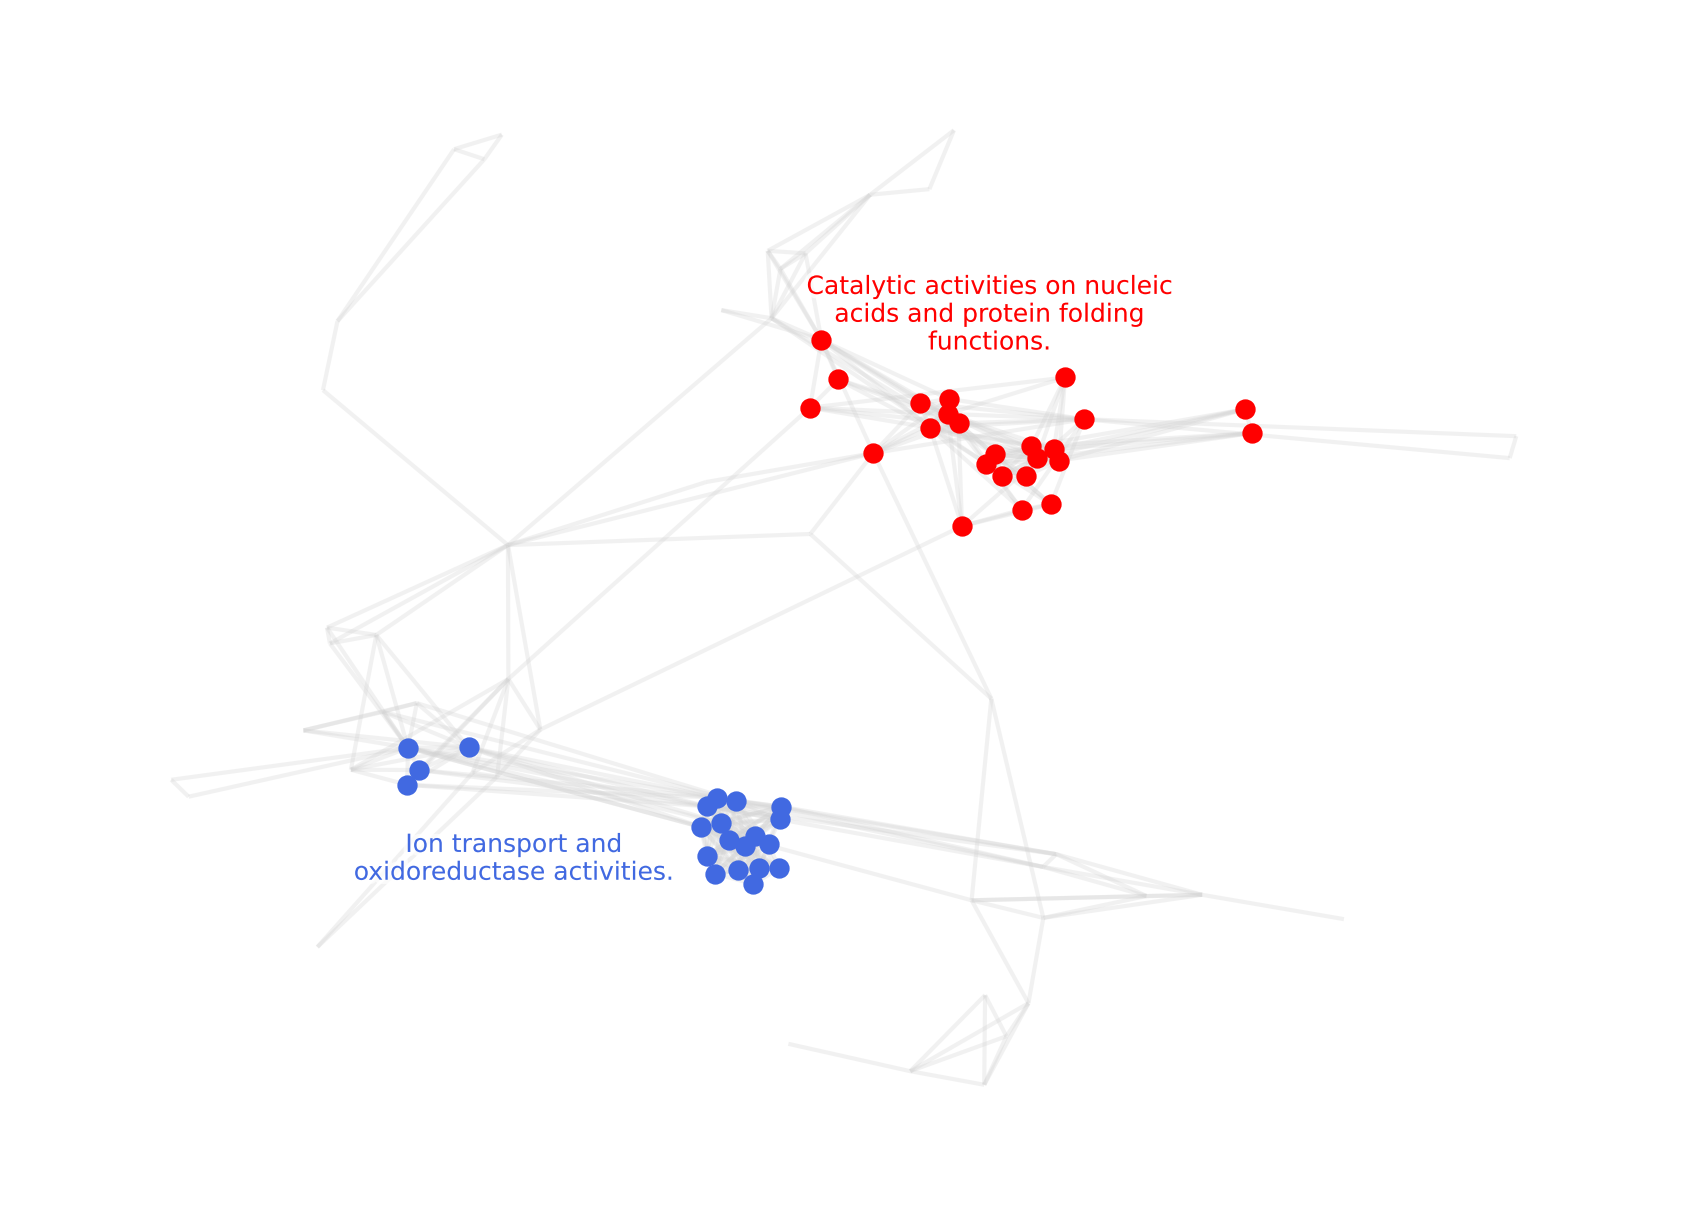 Catalytic activities on nucleic
acids and protein folding
functions.
Ion transport and
oxidoreductase activities.